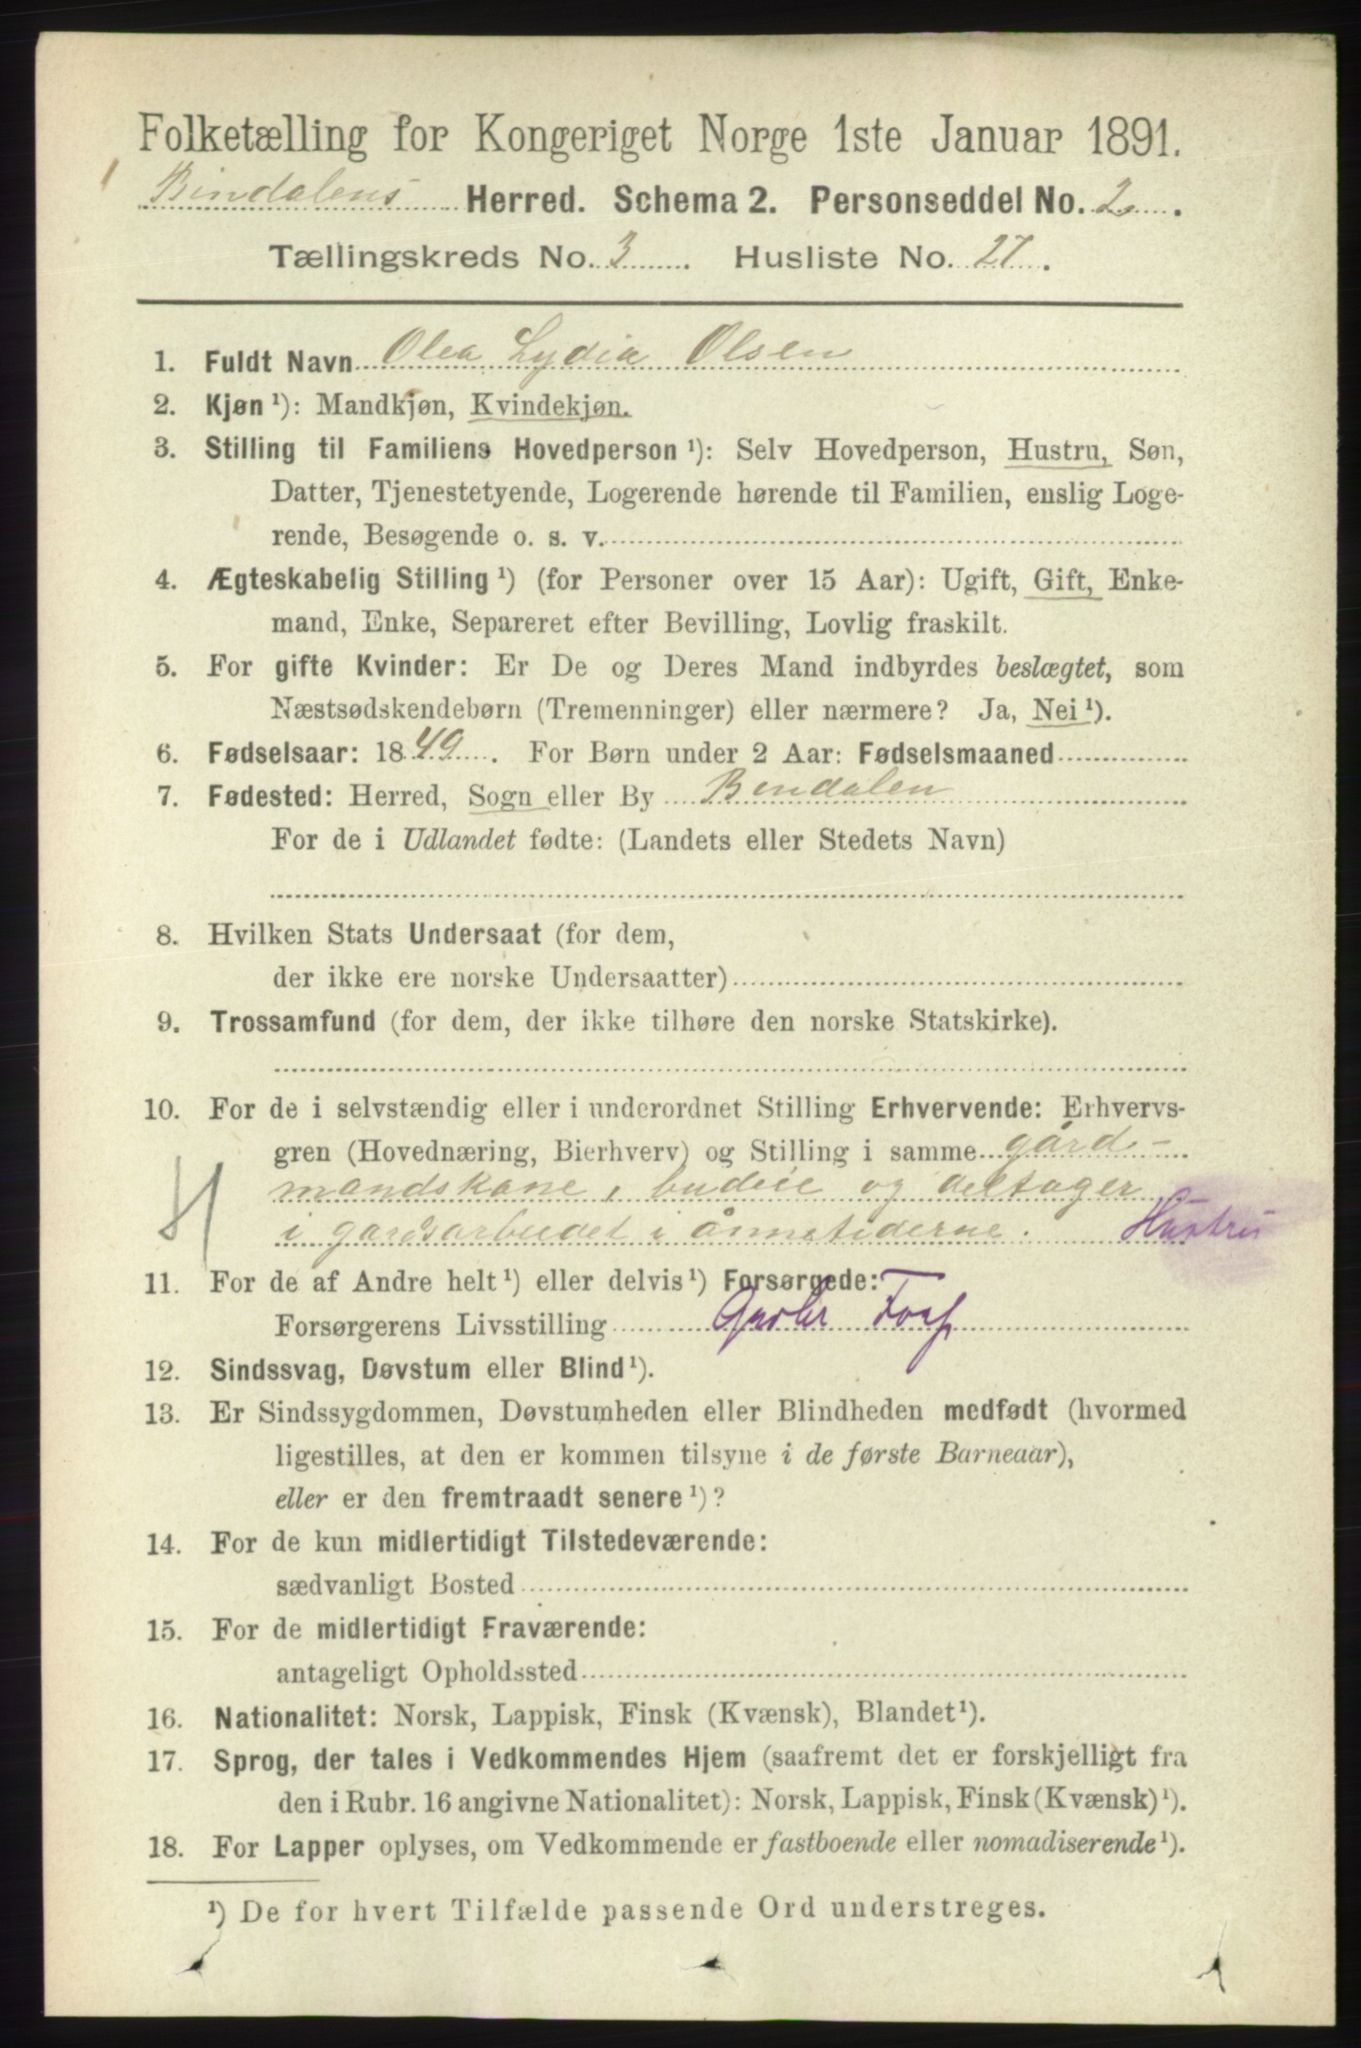 Folketælling for Kongeriget Norge 1ste Januar 1891.
Bindalens Herred. Schema 2. Personseddel No. 2.
Tællingskreds No. 3. Husliste No. 27.
1. Fuldt Navn Olea Lydia Olsen
2. Kjøn ¹): Mandkjøn, Kvindekjøn.
3. Stilling til Familiens Hovedperson ¹): Selv Hovedperson, Hustru, Søn,
Datter, Tjenestetyende, Logerende hørende til Familien, enslig Loge-
rende, Besøgende o. s. v.
4. Ægteskabelig Stilling ¹) (for Personer over 15 Aar): Ugift, Gift, Enke-
mand, Enke, Separeret efter Bevilling, Lovlig fraskilt.
5. For gifte Kvinder: Er De og Deres Mand indbyrdes beslægtet, som
Næstsødskendebørn (Tremenninger) eller nærmere? Ja, Nei ¹).
6. Fødselsaar: 1849. For Børn under 2 Aar: Fødselsmaaned
7. Fødested: Herred, Sogn eller By Bindalen
For de i Udlandet fødte: (Landets eller Stedets Navn)
8. Hvilken Stats Undersaat (for dem,
der ikke ere norske Undersaatter)
9. Trossamfund (for dem, der ikke tilhøre den norske Statskirke).
10. For de i selvstændig eller i underordnet Stilling Erhvervende: Erhvervs-
gren (Hovednæring, Bierhverv) og Stilling i samme gård-
mandskone, budeie og deltager
i gardsarbeidet i ånnetiderne. Hustru
11. For de af Andre helt ¹) eller delvis ¹) Forsørgede:
Forsørgerens Livsstilling Gaarbr
12. Sindssvag, Døvstum eller Blind ¹).
13. Er Sindssygdommen, Døvstumheden eller Blindheden medfødt (hvormed
ligestilles, at den er kommen tilsyne i de første Barneaar),
eller er den fremtraadt senere ¹)?
14. For de kun midlertidigt Tilstedeværende:
sædvanligt Bosted
15. For de midlertidigt Fraværende:
antageligt Opholdssted
16. Nationalitet: Norsk, Lappisk, Finsk (Kvænsk), Blandet ¹).
17. Sprog, der tales i Vedkommendes Hjem (saafremt det er forskjelligt fra
den i Rubr. 16 angivne Nationalitet): Norsk, Lappisk, Finsk (Kvænsk) ¹).
18. For Lapper oplyses, om Vedkommende er fastboende eller nomadiserende ¹).
¹) De for hvert Tilfælde passende Ord understreges.